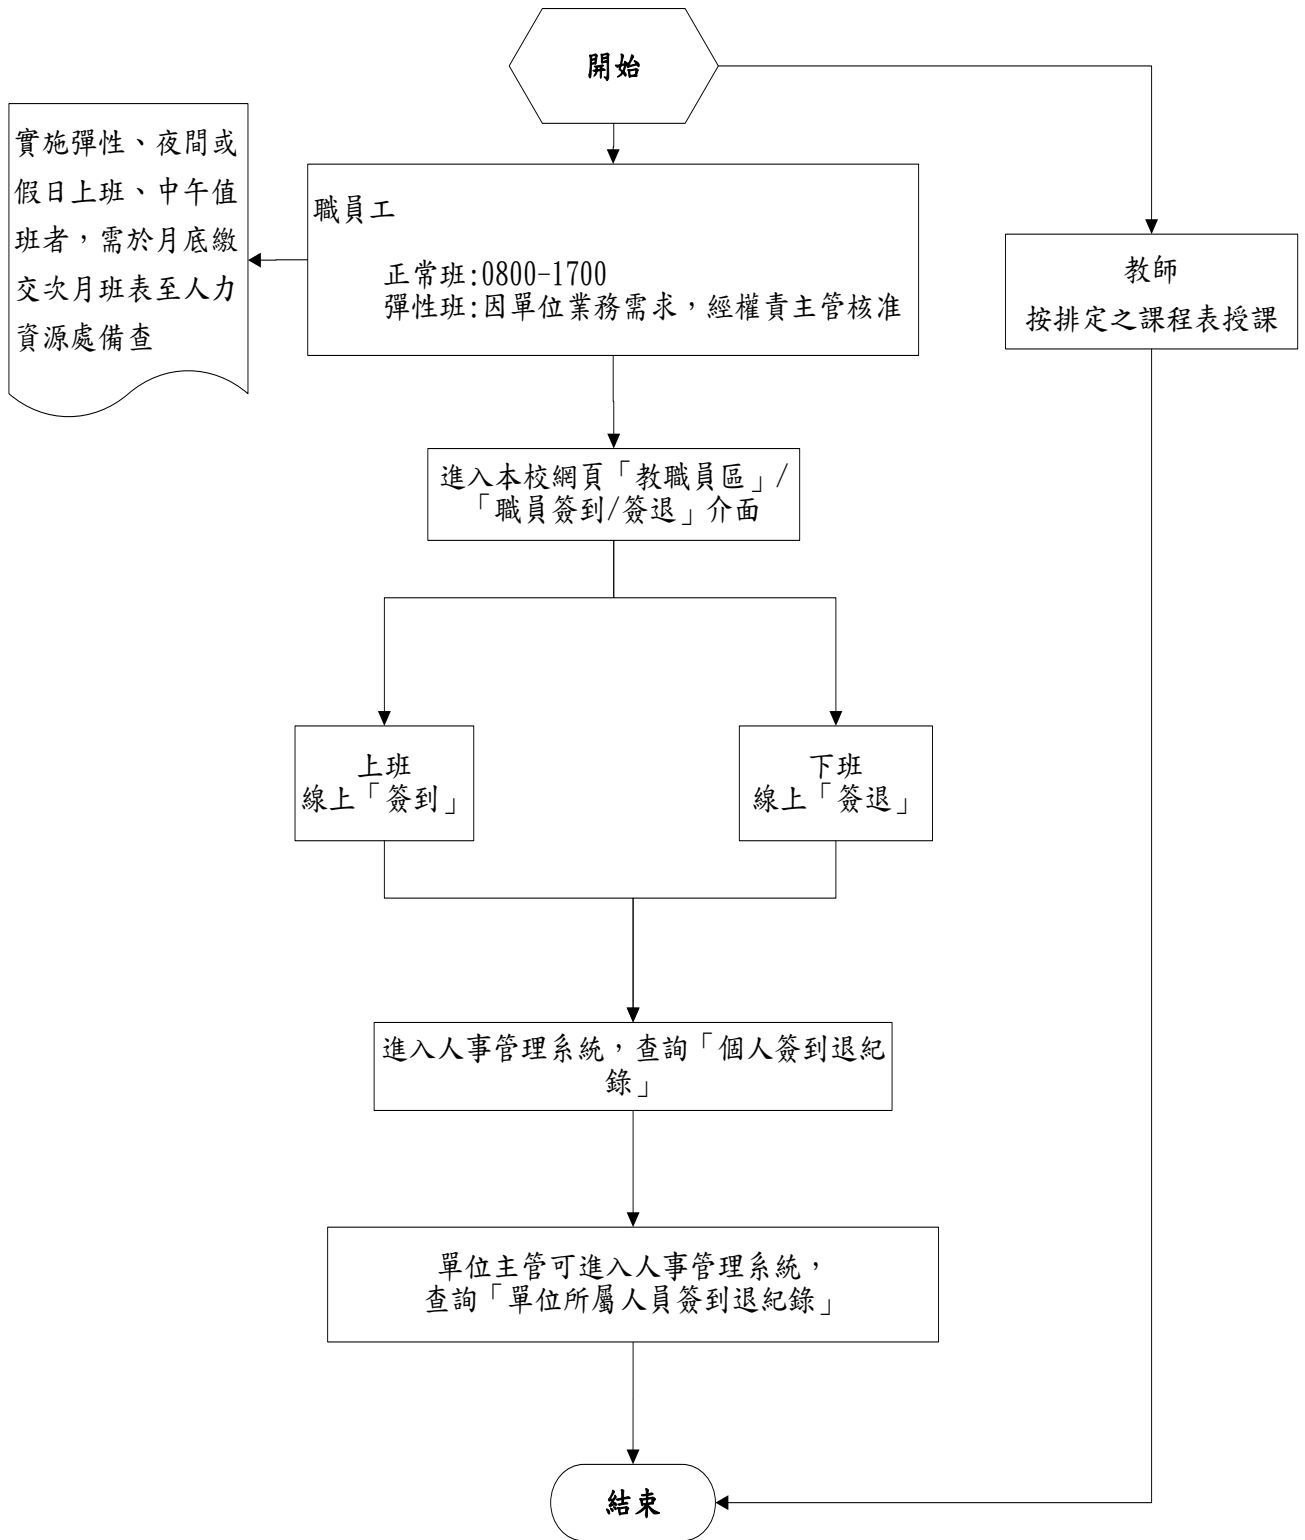 開始
實施彈性、夜間或
假日上班、中午值
班者，需於月底繳
交次月班表至人力
資源處備查
職員工
正常班:0800-1700
彈性班:因單位業務需求，經權責主管核准
教師
按排定之課程表授課
進入本校網頁「教職員區」/
「職員簽到/簽退」介面
上班
線上「簽到」
下班
線上「簽退」
進入人事管理系統，查詢「個人簽到退紀
錄」
單位主管可進入人事管理系統，
查詢「單位所屬人員簽到退紀錄」
結束